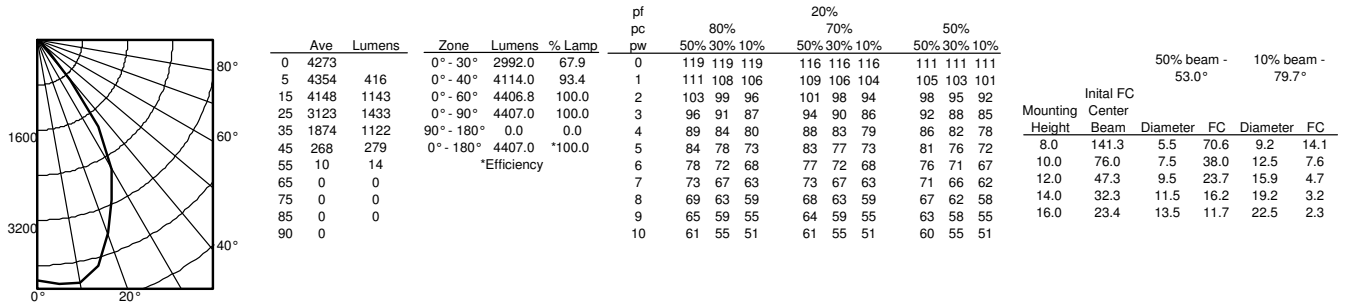 80°
60°
40°
1600
3200
0° 20°
Ave Lumens
0 4273
5 4354 416
15 4148 1143
25 3123 1433
35 1874 1122
45 268 279
55 10 14
65 0 0
75 0 0
85 0 0
90 0
Zone Lumens % Lamp
0° - 30° 2992.0 67.9
0° - 40° 4114.0 93.4
0° - 60° 4406.8 100.0
0° - 90° 4407.0 100.0
90° - 180° 0.0 0.0
0° - 180° 4407.0 *100.0
*Efficiency
pf 20%
pc 80% 70% 50%
pw 50% 30% 10% 50% 30% 10% 50% 30% 10%
0 119 119 119 116 116 116 111 111 111
1 111 108 106 109 106 104 105 103 101
2 103 99 96 101 98 94 98 95 92
3 96 91 87 94 90 86 92 88 85
4 89 84 80 88 83 79 86 82 78
5 84 78 73 83 77 73 81 76 72
6 78 72 68 77 72 68 76 71 67
7 73 67 63 73 67 63 71 66 62
8 69 63 59 68 63 59 67 62 58
9 65 59 55 64 59 55 63 58 55
10 61 55 51 61 55 51 60 55 51
50% beam - 10% beam -
53.0° 79.7°
Inital FC
Mounting Center
Height Beam Diameter FC Diameter FC
8.0 141.3 5.5 70.6 9.2 14.1
10.0 76.0 7.5 38.0 12.5 7.6
12.0 47.3 9.5 23.7 15.9 4.7
14.0 32.3 11.5 16.2 19.2 3.2
16.0 23.4 13.5 11.7 22.5 2.3